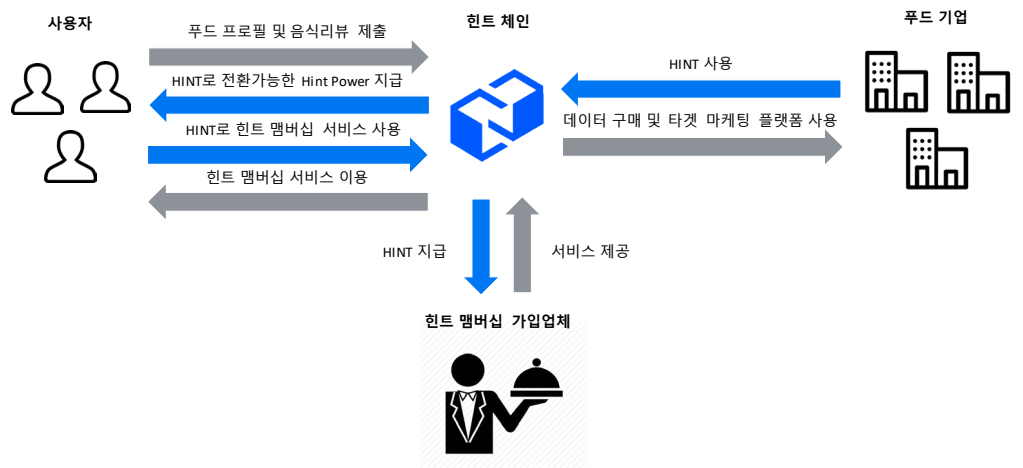 사용자
힌트 체인
푸드 기업
푸드 프로필 및 음식리뷰 제출
HINT로 전환가능한 Hint Power 지급
HINT로 힌트 맴버십 서비스 사용
힌트 맴버십 서비스 이용
HINT 사용
데이터 구매 및 타겟 마케팅 플랫폼 사용
HINT 지급
서비스 제공
힌트 맴버십 가입업체